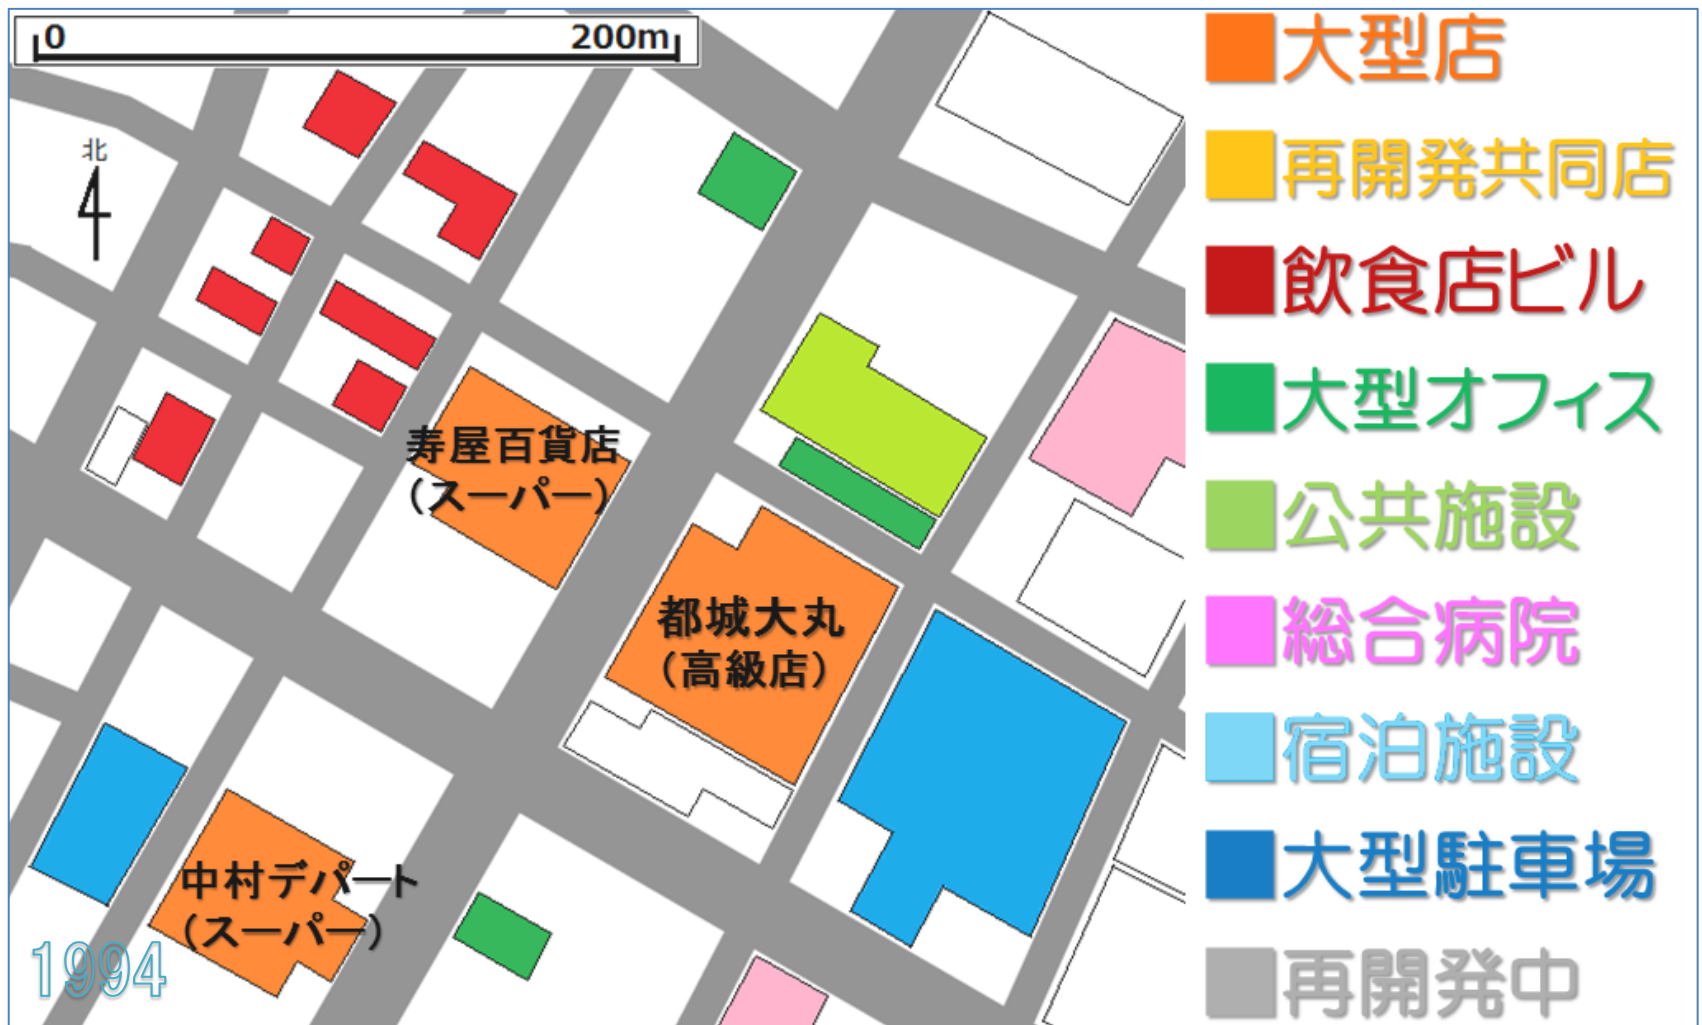 0 200m
北
寿屋百貨店
（スーパー）
都城大丸
（高級店）
中村デパート
（スーパー）
1994
大型店
再開発共同店
飲食店ビル
大型オフィス
公共施設
総合病院
宿泊施設
大型駐車場
再開発中